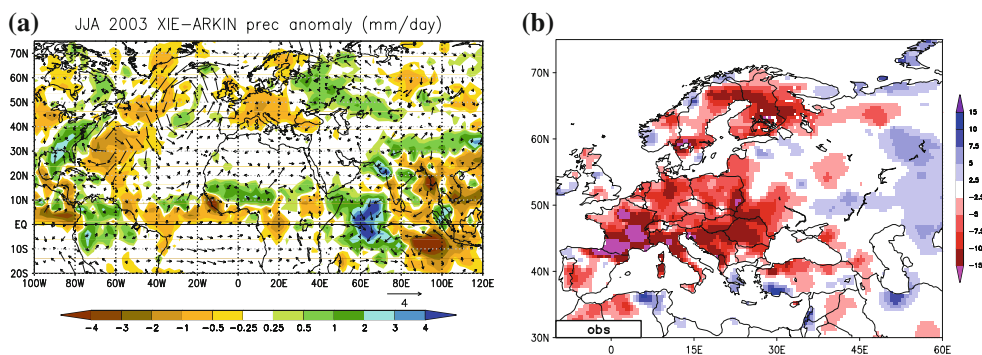 (a) JJA 2003 XIE-ARKIN prec anomaly (mm/day)
70N
60N
50N
40N
30N
20N
10N
EQ
10S
20S
100W 80W 60W 40W 20W 0 20E 40E 60E 80E 100E 120E
4
-4 -3 -2 -1 -0.5 -0.25 0.25 0.5 1 2 3 4
(b)
70N
60N
50N
40N
30N
obs
0 15E 30E 45E 60E
15
10
7.5
5
2.5
-2.5
-5
-7.5
-10
-15